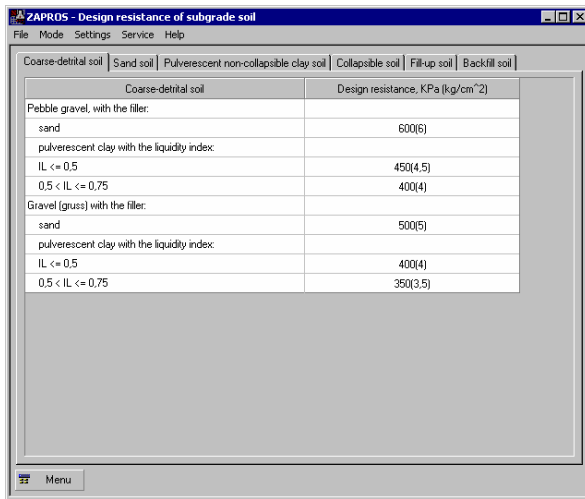 ZAPROS - Design resistance of subgrade soil
File Mode Settings Service Help
Coarse-detrital soil Sand soil Pulverescent non-collapsible clay soil Collapsible soil Fill-up soil Backfill soil
Coarse-detrital soil Design resistance, KPa (kg/cm^2)
Pebble gravel, with the filler:
sand 600(6)
pulverescent clay with the liquidity index:
IL <= 0,5 450(4,5)
0,5 < IL <= 0,75 400(4)
Gravel (gruss) with the filler:
sand 500(5)
pulverescent clay with the liquidity index:
IL <= 0,5 400(4)
0,5 < IL <= 0,75 350(3,5)
Menu